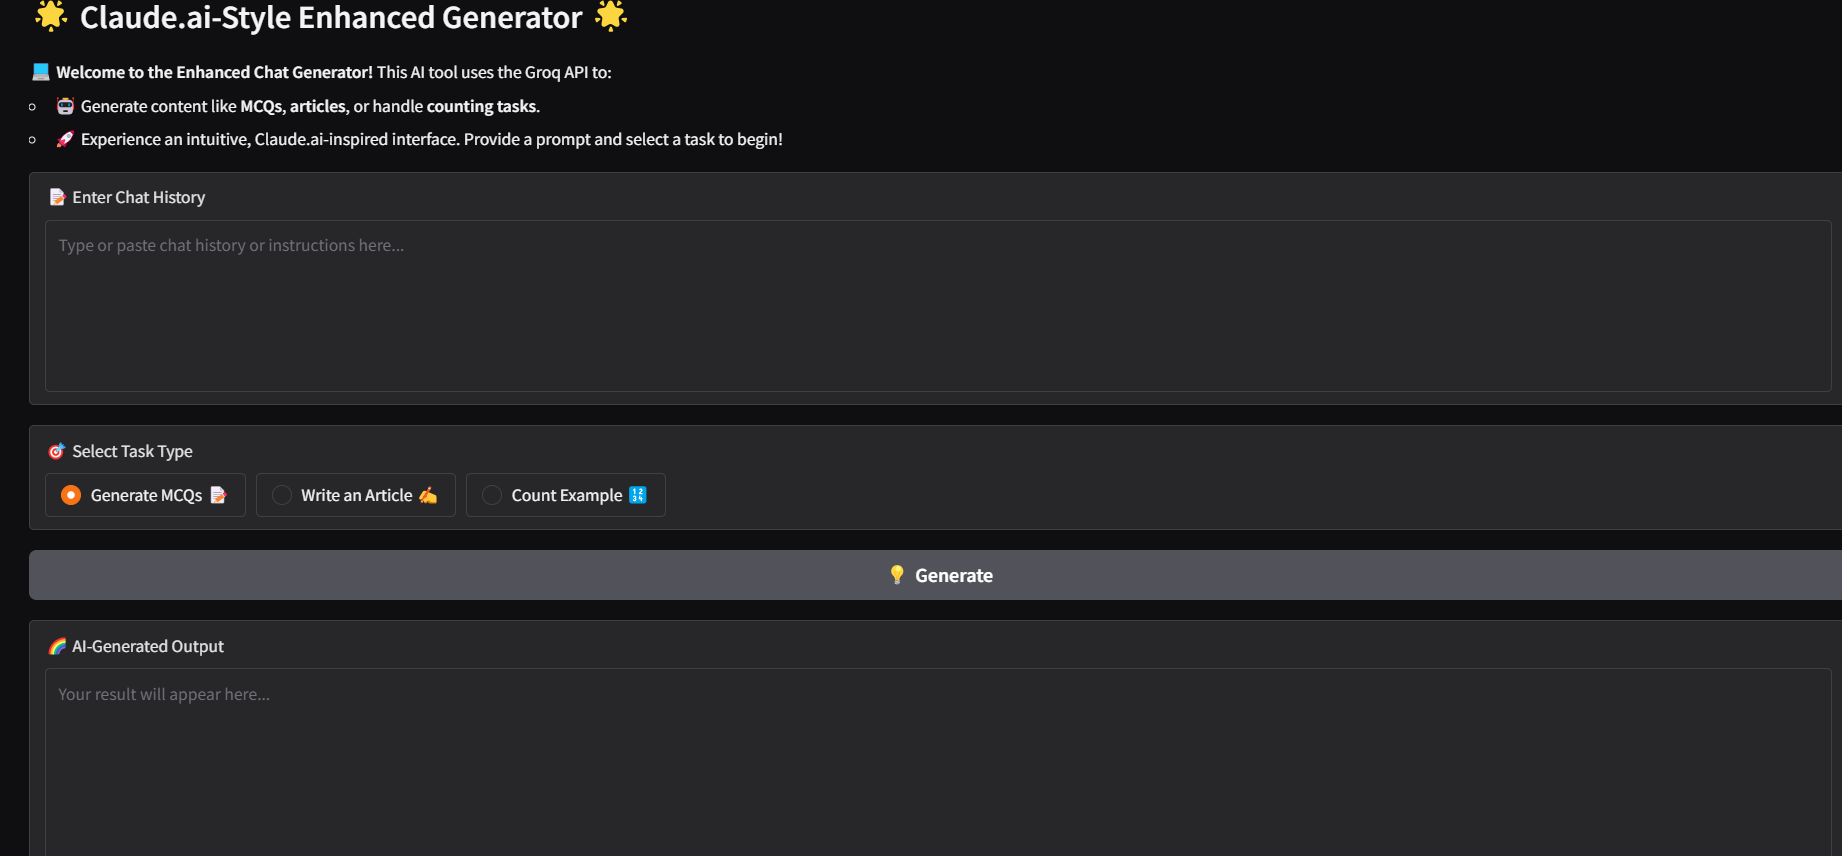 🌟 Claude.ai-Style Enhanced Generator 🌟
💻 Welcome to the Enhanced Chat Generator! This AI tool uses the Groq API to:
🤖 Generate content like MCQs, articles, or handle counting tasks.
🚀 Experience an intuitive, Claude.ai-inspired interface. Provide a prompt and select a task to begin!
📝 Enter Chat History
Type or paste chat history or instructions here...
🎯 Select Task Type
Generate MCQs 📝
Write an Article ✍️
Count Example 🔢
💡 Generate
🌈 AI-Generated Output
Your result will appear here...